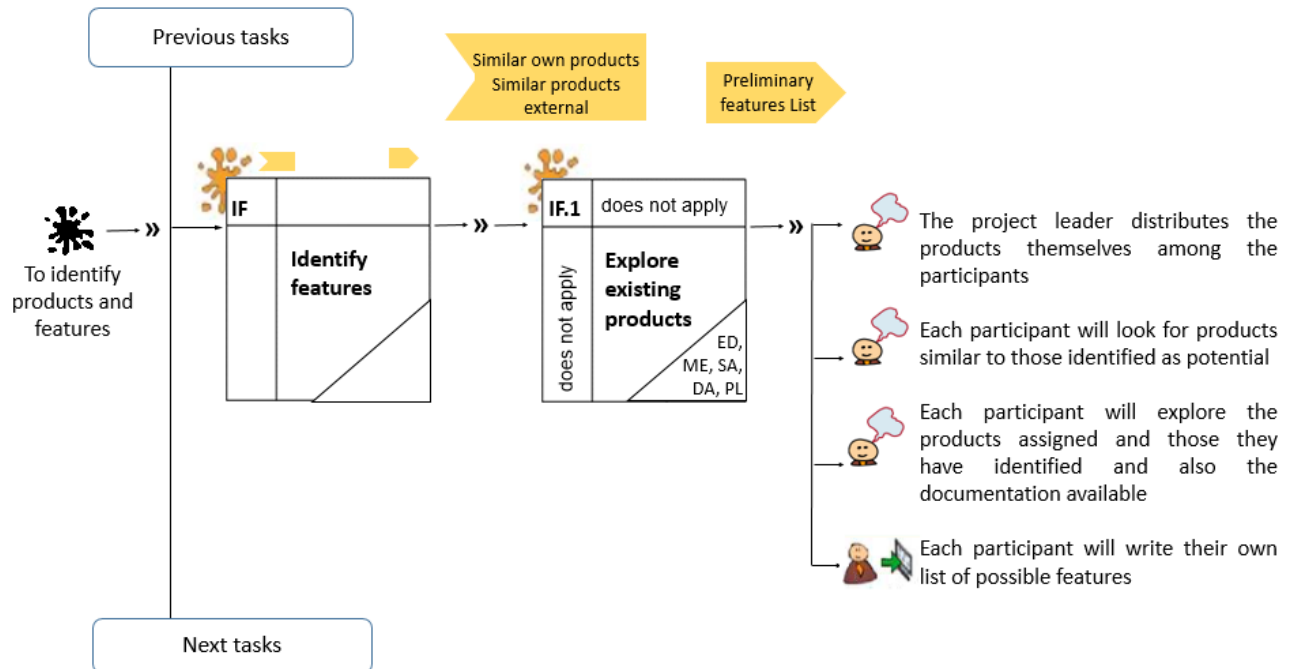 Previous tasks
Similar own products
Similar products
external
Preliminary
features List
To identify
products and
features
IF
Identify
features
IF.1
does not apply
does not apply
Explore
existing
products
ED,
ME, SA,
DA, PL
The project leader distributes the
products themselves among the
participants
Each participant will look for products
similar to those identified as potential
Each participant will explore the
products assigned and those they
have identified and also the
documentation available
Each participant will write their own
list of possible features
Next tasks